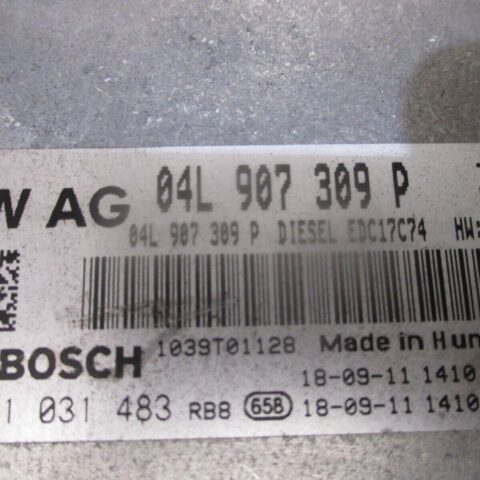 W AG 04L 907 309 P
04L 907 309 P DIESEL EDC17C74 HW:
BOSCH 1039T01128 Made in Hun
18-09-11 1410
1 031 483 RB8 658 18-09-11 1410